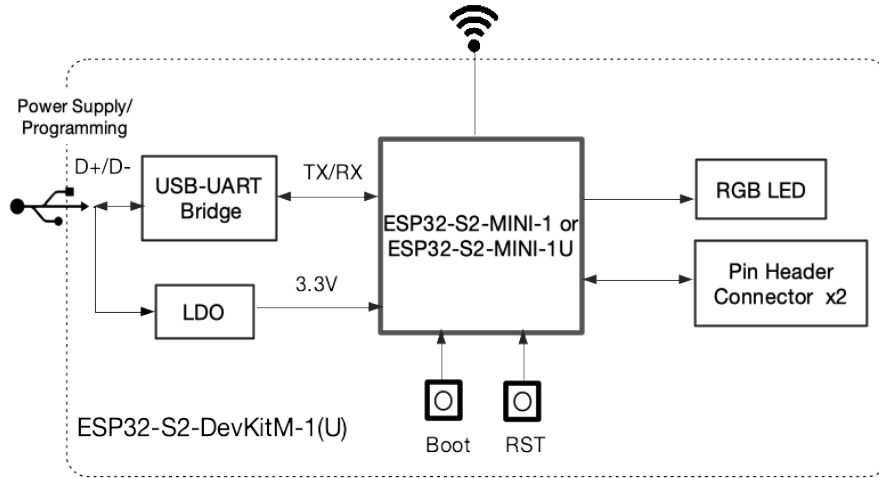 Power Supply/
Programming
D+/D-
USB-UART
Bridge
TX/RX
ESP32-S2-MINI-1 or
ESP32-S2-MINI-1U
RGB LED
Pin Header
Connector x2
LDO
3.3V
Boot
RST
ESP32-S2-DevKitM-1(U)